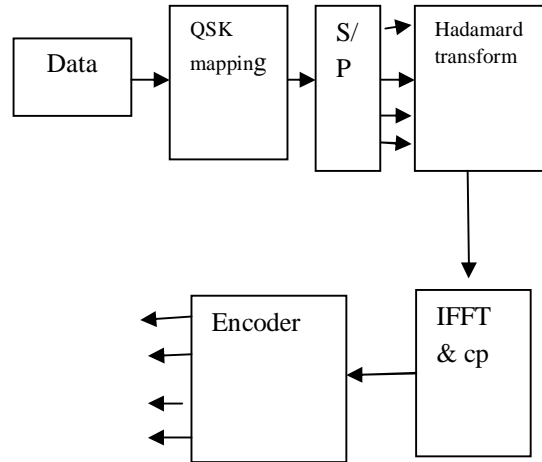 Data
QSK
mapping
S/
P
Hadamard
transform
IFFT
& cp
Encoder